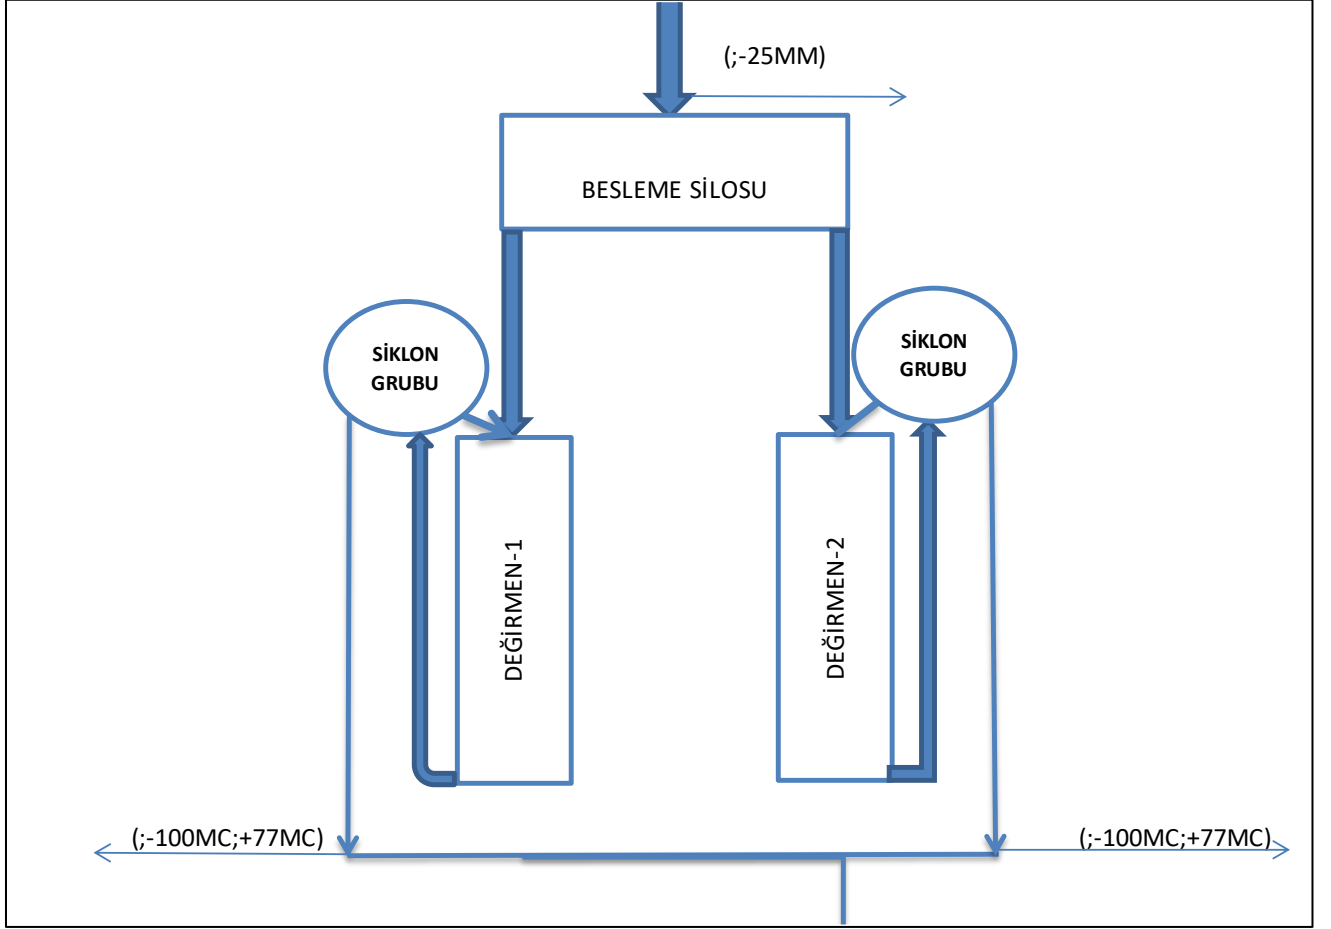 (;-25MM)
BESLEME SİLOSU
SİKLON
GRUBU
SİKLON
GRUBU
DEĞİRMEN-1
DEĞİRMEN-2
(;-100MC;+77MC)
(;-100MC;+77MC)